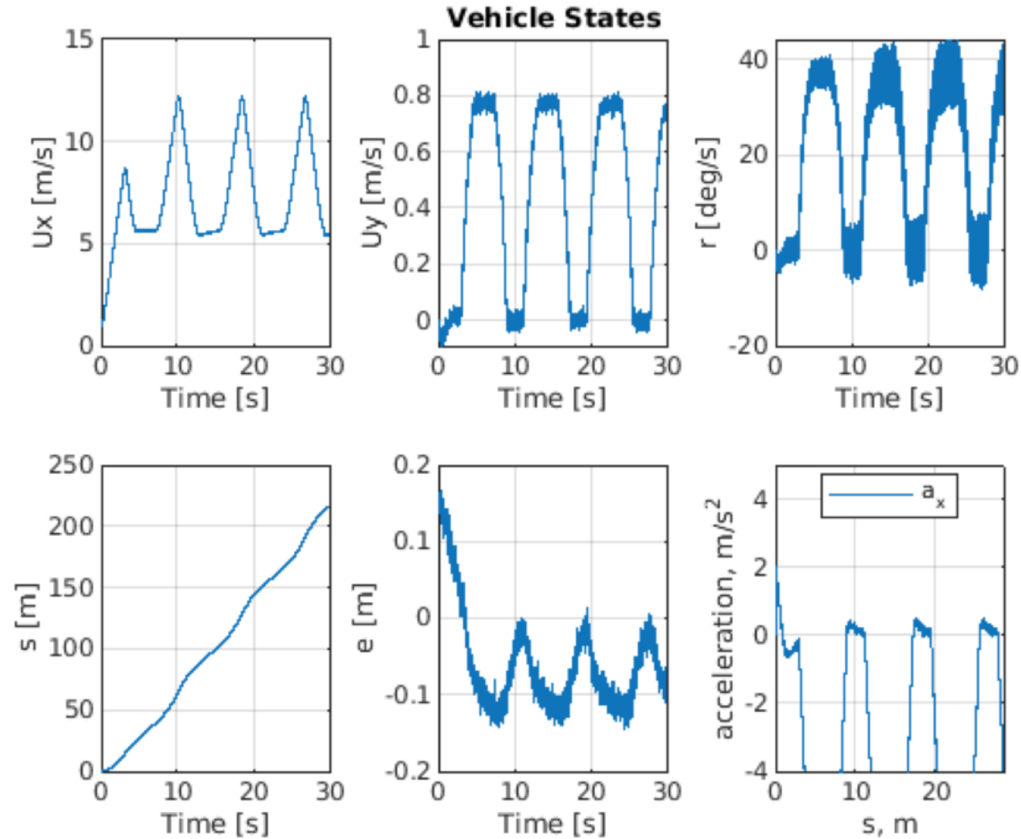 Vehicle States
15
10
5
0
Ux [m/s]
0 10 20 30
Time [s]
1
0.8
0.6
0.4
0.2
0
Uy [m/s]
0 10 20 30
Time [s]
40
20
0
-20
r [deg/s]
0 10 20 30
Time [s]
250
200
150
100
50
0
s [m]
0 10 20 30
Time [s]
0.2
0.1
0
-0.1
-0.2
e [m]
0 10 20 30
Time [s]
4
2
0
-2
-4
acceleration, m/s²
a_x
0 10 20
s, m